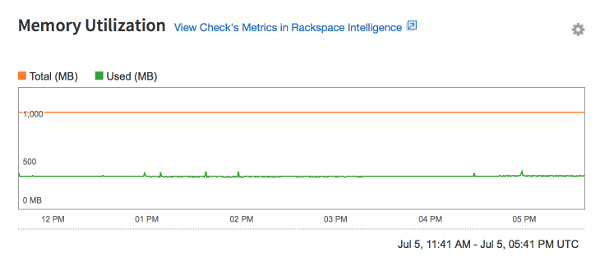 Memory Utilization View Check's Metrics in Rackspace Intelligence
Total (MB) Used (MB)
1,000
500
0 MB
12 PM 01 PM 02 PM 03 PM 04 PM 05 PM
Jul 5, 11:41 AM - Jul 5, 05:41 PM UTC